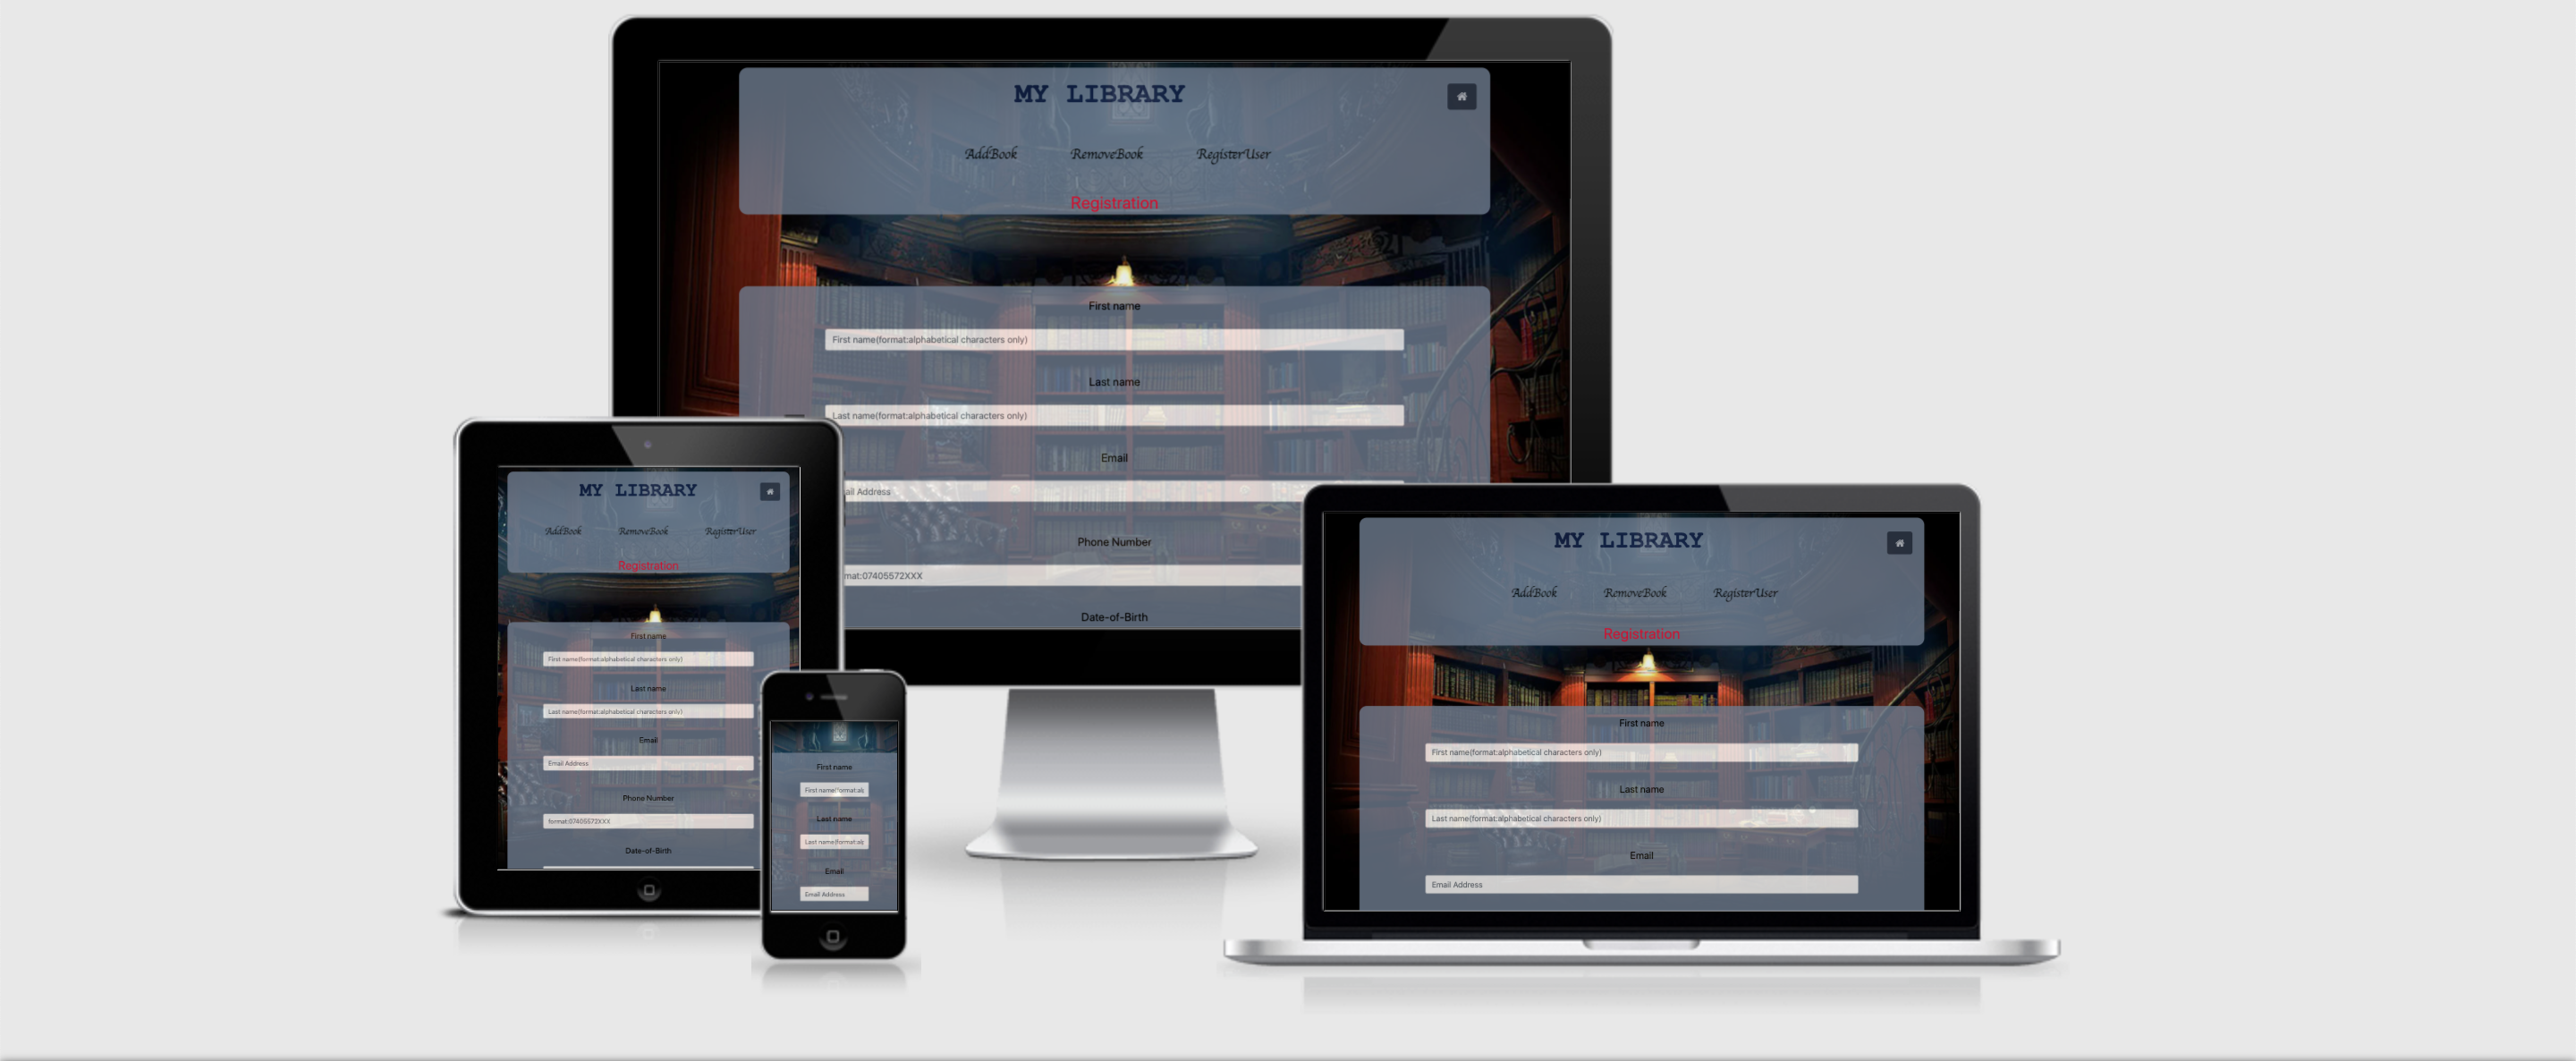 MY LIBRARY
AddBook RemoveBook RegisterUser
Registration
First name
First name(format:alphabetical characters only)
Last name
Last name(format:alphabetical characters only)
Email
ail Address
Phone Number
mat:07405572XXX
Date-of-Birth
MY LIBRARY
AddBook RemoveBook RegisterUser
Registration
First name
First name(format:alphabetical characters only)
Last name
Last name(format:alphabetical characters only)
Email
Email Address
Phone Number
format:07405572XXX
Date-of-Birth
First name
First name(format:alp
Last name
Last name(format:alp
Email
Email Address
MY LIBRARY
AddBook RemoveBook RegisterUser
Registration
First name
First name(format:alphabetical characters only)
Last name
Last name(format:alphabetical characters only)
Email
Email Address